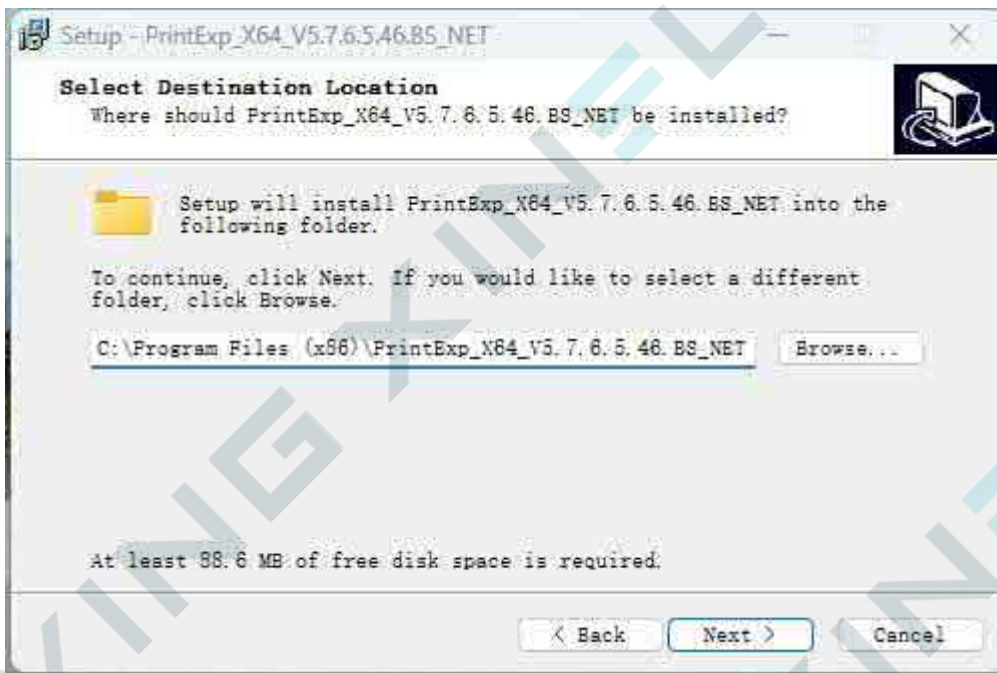 Setup - PrintExp_X64_V5.7.6.5.46.BS_NET
Select Destination Location
Where should PrintExp_X64_V5.7.6.5.46.BS_NET be installed?
Setup will install PrintExp_X64_V5.7.6.5.46.BS_NET into the
following folder.
To continue, click Next. If you would like to select a different
folder, click Browse.
C:\Program Files (x86)\PrintExp_X64_V5.7.6.5.46.BS_NET
Browse...
At least 88.6 MB of free disk space is required.
< Back
Next >
Cancel
XING XINFL